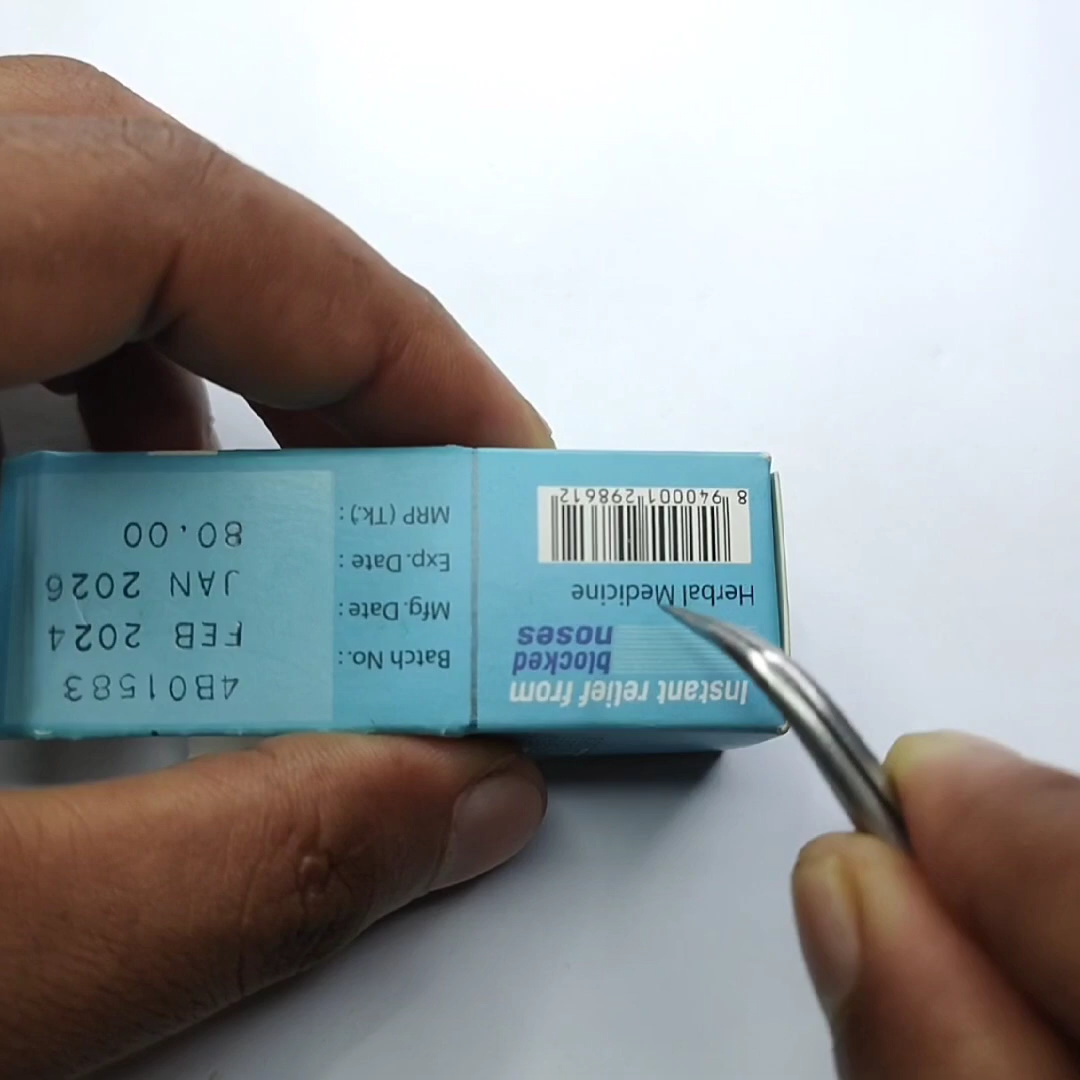 Instant relief from
blocked
noses
Herbal Medicine
8 940001 298612
Batch No.: 4B01583
Mfg.Date : FEB 2024
Exp.Date : JAN 2026
MRP (Tk.) : 80.00